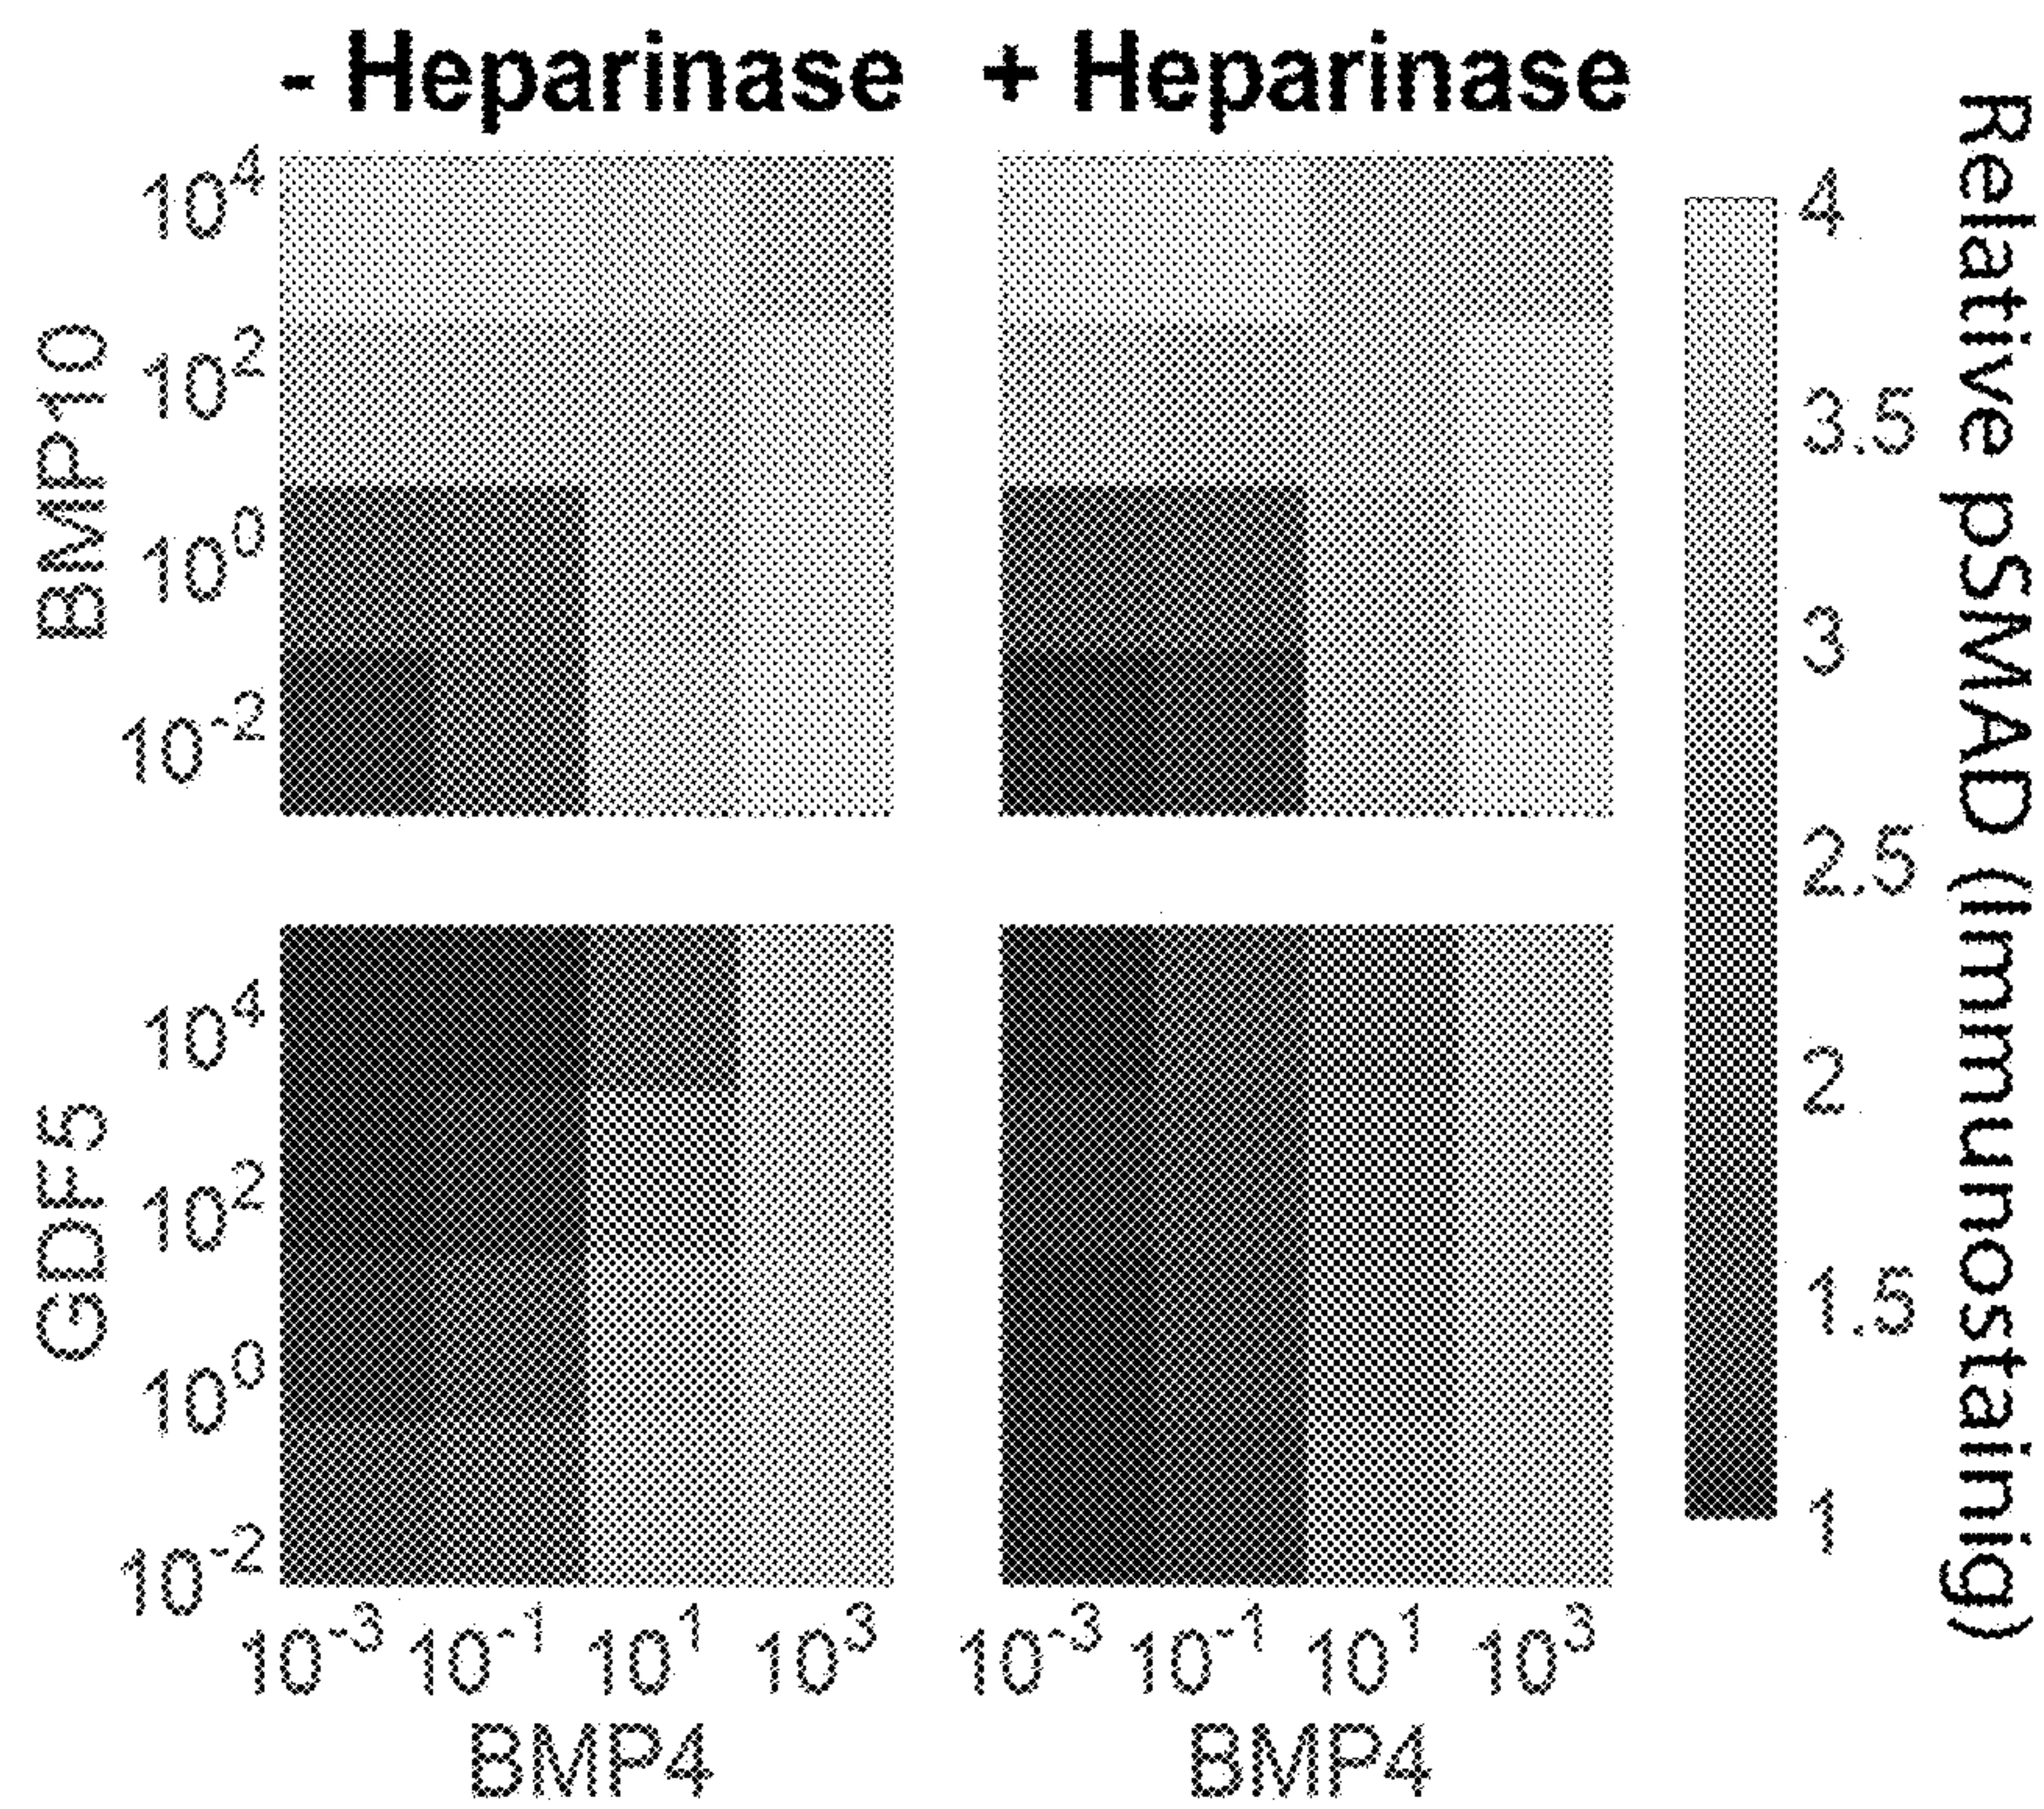 - Heparinase + Heparinase
BMP10
10^4
10^2
10^0
10^-2
GDF5
10^4
10^2
10^0
10^-2
10^-3 10^-1 10^1 10^3
BMP4
10^-3 10^-1 10^1 10^3
BMP4
4
3.5
3
2.5
2
1.5
1
Relative pSMAD (Immunostainig)